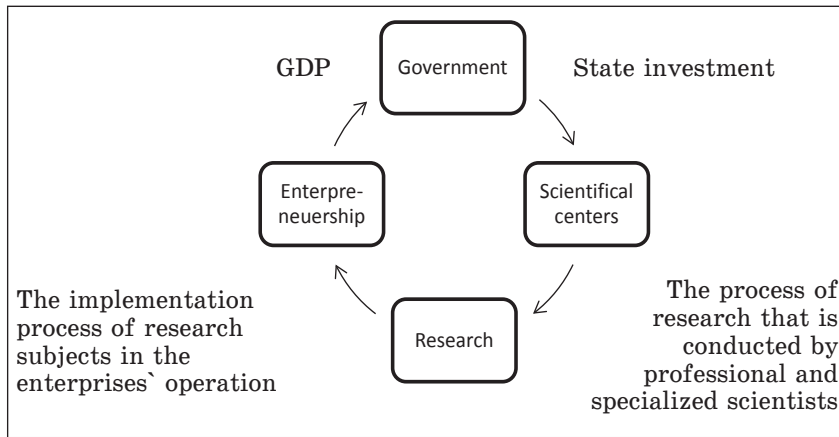 GDP
Government
State investment
Enterpre-
neuership
Scientifical
centers
The implementation
process of research
subjects in the
enterprises` operation
Research
The process of
research that is
conducted by
professional and
specialized scientists